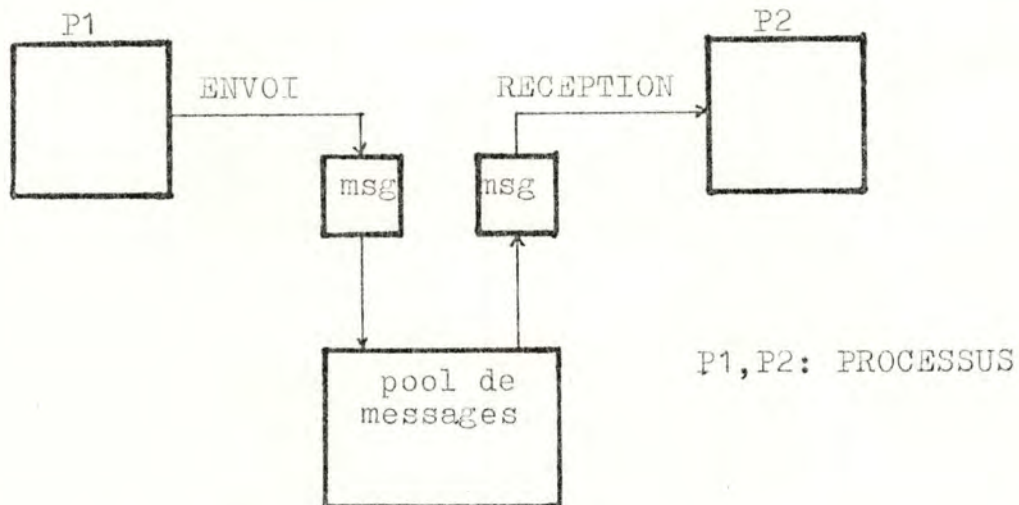 P1
P2
ENVOI
RECEPTION
msg
msg
pool de
messages
P1,P2: PROCESSUS